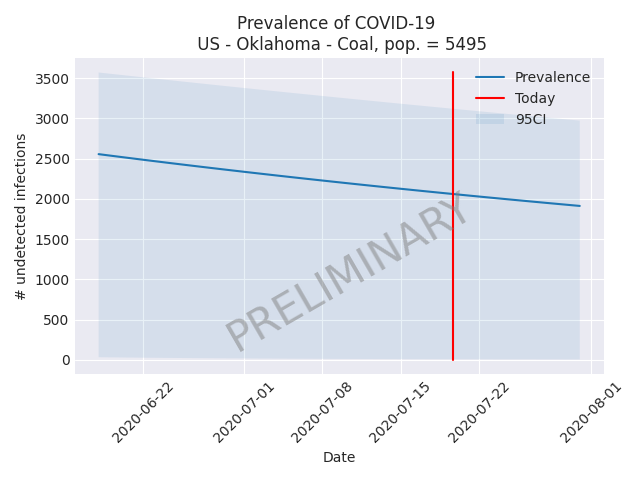 Prevalence of COVID-19
US - Oklahoma - Coal, pop. = 5495
Prevalence
Today
95CI
# undetected infections
3500
3000
2500
2000
1500
1000
500
0
PRELIMINARY
2020-06-22
2020-07-01
2020-07-08
2020-07-15
2020-07-22
2020-08-01
Date